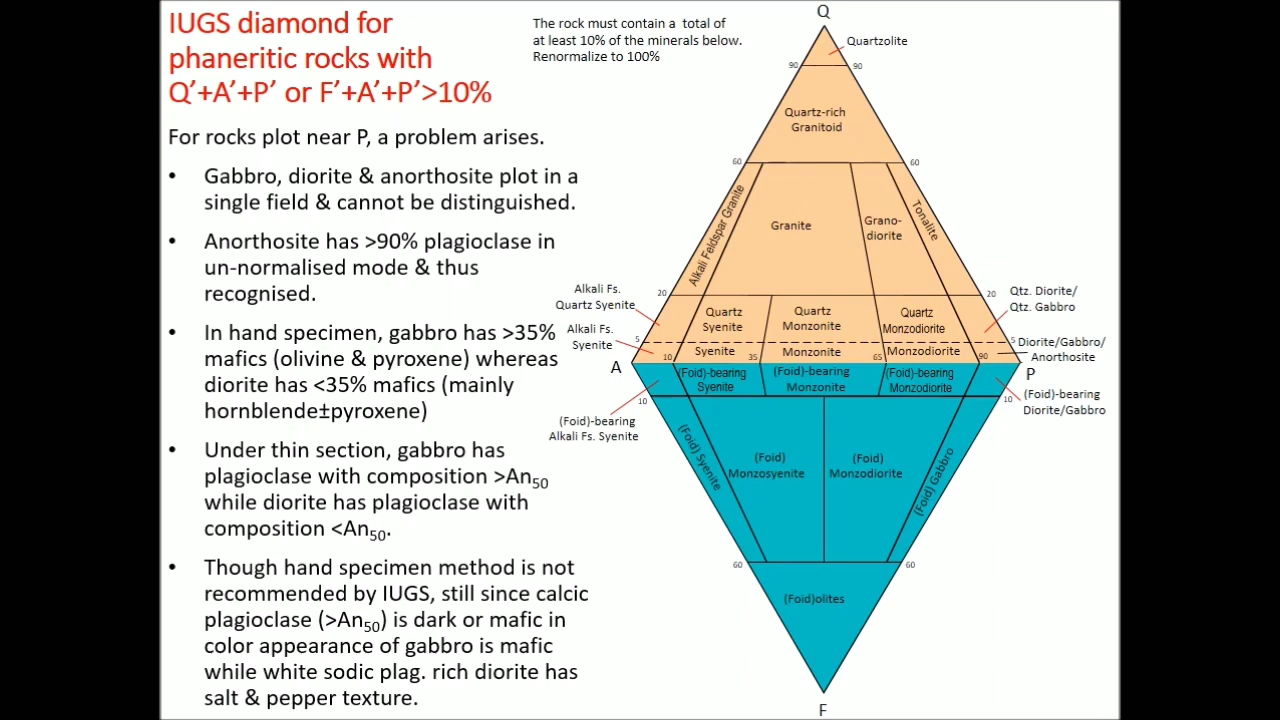 IUGS diamond for
phaneritic rocks with
Q′+A′+P′ or F′+A′+P′>10%
For rocks plot near P, a problem arises.
• Gabbro, diorite & anorthosite plot in a
single field & cannot be distinguished.
• Anorthosite has >90% plagioclase in
un-normalised mode & thus
recognised.
• In hand specimen, gabbro has >35%
mafics (olivine & pyroxene) whereas
diorite has <35% mafics (mainly
hornblende±pyroxene)
• Under thin section, gabbro has
plagioclase with composition >An50
while diorite has plagioclase with
composition <An50.
• Though hand specimen method is not
recommended by IUGS, still since calcic
plagioclase (>An50) is dark or mafic in
color appearance of gabbro is mafic
while white sodic plag. rich diorite has
salt & pepper texture.
The rock must contain a total of
at least 10% of the minerals below.
Renormalize to 100%
Q
Quartzolite
90 90
Quartz-rich
Granitoid
60 60
Alkali Feldspar Granite
Granite
Grano-
diorite
Tonalite
20 20
Alkali Fs.
Quartz Syenite
Quartz
Syenite
Quartz
Monzonite
Quartz
Monzodiorite
Qtz. Diorite/
Qtz. Gabbro
5 5
Alkali Fs.
Syenite
10 Syenite 35 Monzonite 65 Monzodiorite 90
Diorite/Gabbro/
Anorthosite
A P
(Foid)-bearing
Syenite
(Foid)-bearing
Monzonite
(Foid)-bearing
Monzodiorite
(Foid)-bearing
Diorite/Gabbro
10 10
(Foid)-bearing
Alkali Fs. Syenite
(Foid) Syenite
(Foid)
Monzosyenite
(Foid)
Monzodiorite
(Foid) Gabbro
60 60
(Foid)olites
F